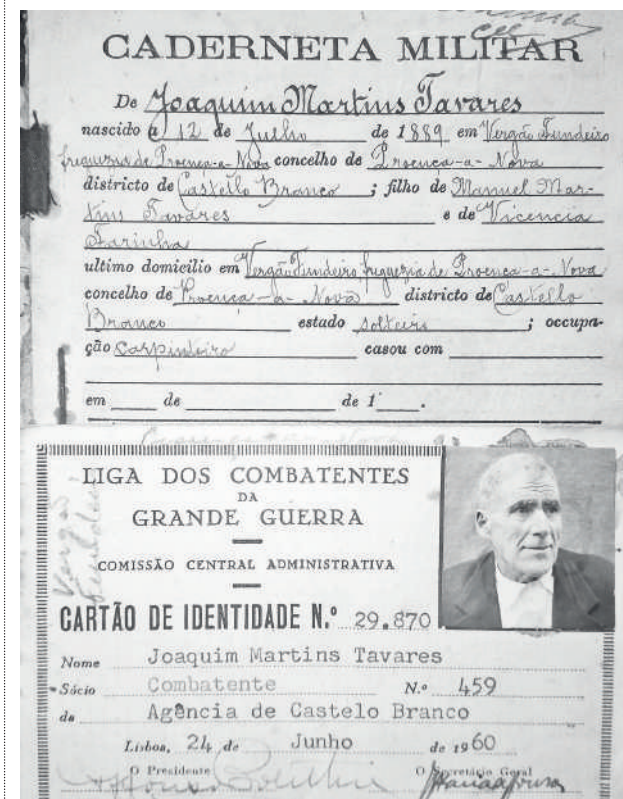 CADERNETA MILITAR
De Joaquim Martins Tavares
nascido a 12 de Julho de 1889 em Vergão Fundeiro
freguezia de Proença-a-Nova concelho de Proença-a-Nova
districto de Castello Branco ; filho de Manuel Mar-
tins Tavares e de Vicencia
Farinha
ultimo domicilio em Vergão Fundeiro freguezia de Proença-a-Nova
concelho de Proença-a-Nova districto de Castello
Branco estado solteiro ; occupa-
ção Carpinteiro casou com
em de de 1 .
LIGA DOS COMBATENTES
DA
GRANDE GUERRA
COMISSÃO CENTRAL ADMINISTRATIVA
CARTÃO DE IDENTIDADE N.º 29.870
Nome Joaquim Martins Tavares
Sócio Combatente N.º 459
da Agência de Castelo Branco
Lisboa, 24 de Junho de 1960
O Presidente O Secretário Geral